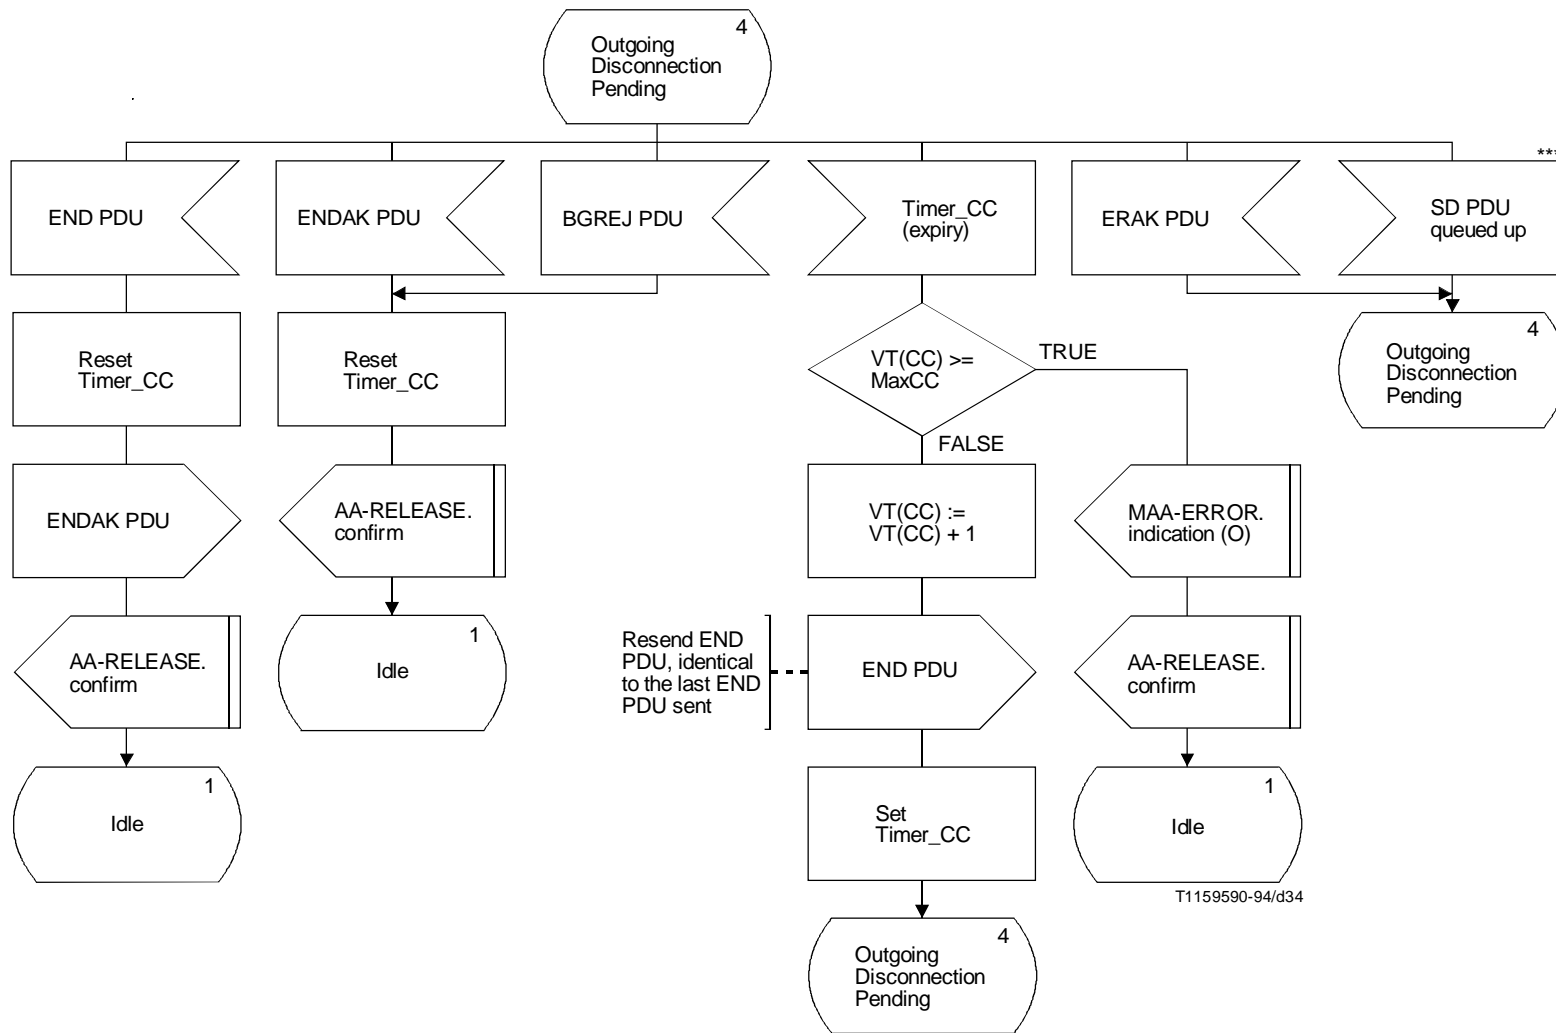 4
Outgoing
Disconnection
Pending
***
END PDU
ENDAK PDU
BGREJ PDU
Timer_CC
(expiry)
ERAK PDU
SD PDU
queued up
Reset
Timer_CC
Reset
Timer_CC
VT(CC) >=
MaxCC
TRUE
FALSE
4
Outgoing
Disconnection
Pending
ENDAK PDU
AA-RELEASE.
confirm
VT(CC) :=
VT(CC) + 1
MAA-ERROR.
indication (O)
AA-RELEASE.
confirm
1
Idle
Resend END
PDU, identical
to the last END
PDU sent
END PDU
AA-RELEASE.
confirm
1
Idle
Set
Timer_CC
1
Idle
T1159590-94/d34
4
Outgoing
Disconnection
Pending